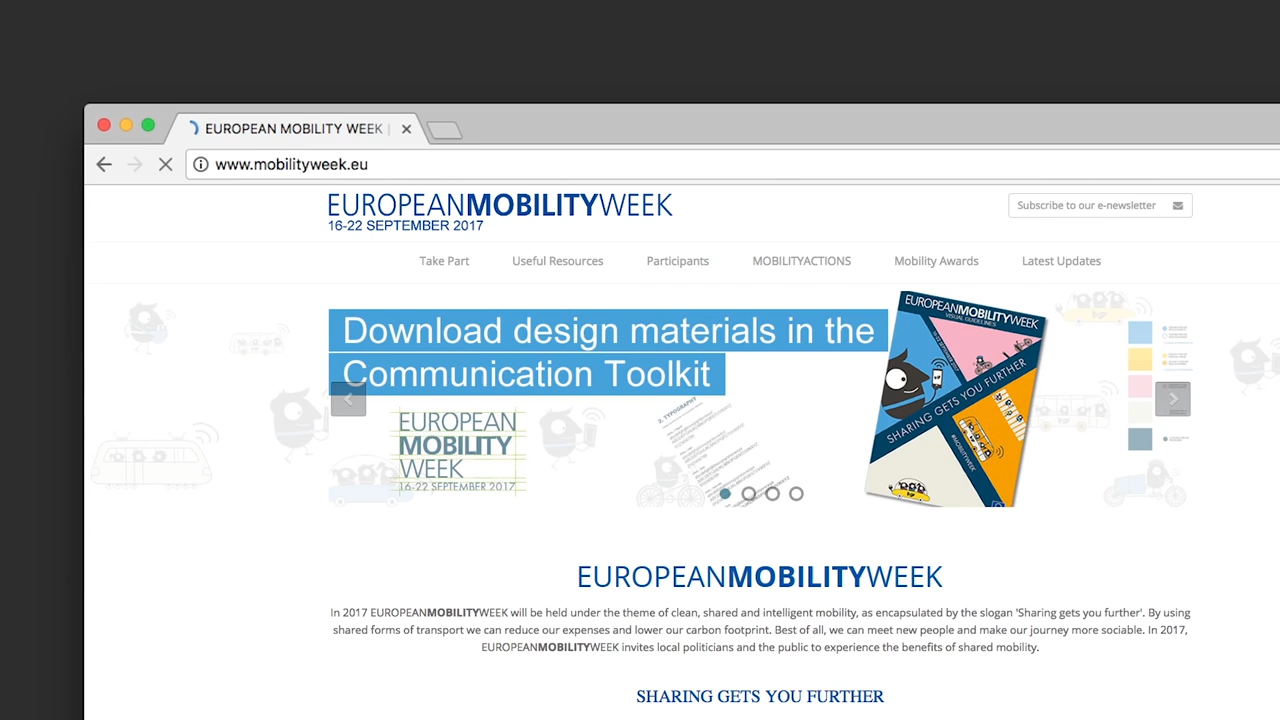 EUROPEAN MOBILITY WEEK |
www.mobilityweek.eu
EUROPEANMOBILITYWEEK
16-22 SEPTEMBER 2017
Subscribe to our e-newsletter
Take Part
Useful Resources
Participants
MOBILITYACTIONS
Mobility Awards
Latest Updates
Download design materials in the
Communication Toolkit
EUROPEAN
MOBILITY
WEEK
16-22 SEPTEMBER 2017
2. TYPOGRAPHY
EUROPEANMOBILITYWEEK
VISUAL GUIDELINES
SHARING GETS YOU FURTHER
#MOBILITYWEEK
EUROPEANMOBILITYWEEK
In 2017 EUROPEANMOBILITYWEEK will be held under the theme of clean, shared and intelligent mobility, as encapsulated by the slogan 'Sharing gets you further'. By using
shared forms of transport we can reduce our expenses and lower our carbon footprint. Best of all, we can meet new people and make our journey more sociable. In 2017,
EUROPEANMOBILITYWEEK invites local politicians and the public to experience the benefits of shared mobility.
SHARING GETS YOU FURTHER